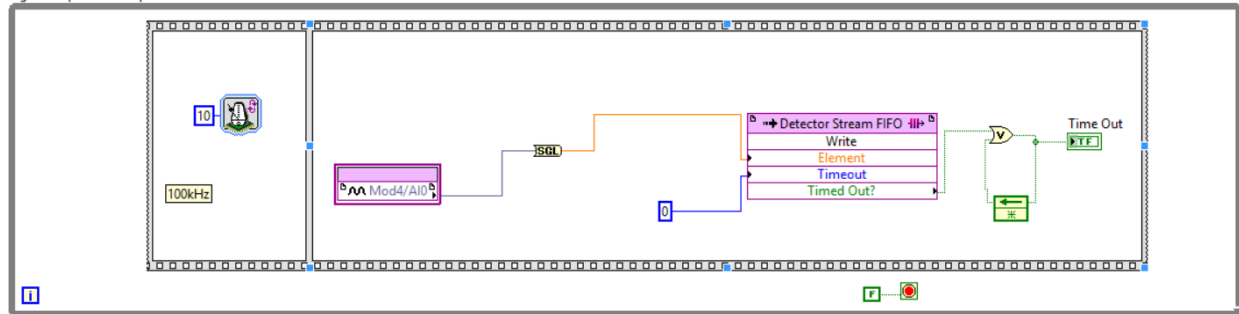 Detector Stream FIFO
Write
Time Out
10
SGL
V
Element
TF
Timeout
Mod4/AI0
Timed Out?
100kHz
0
i
F